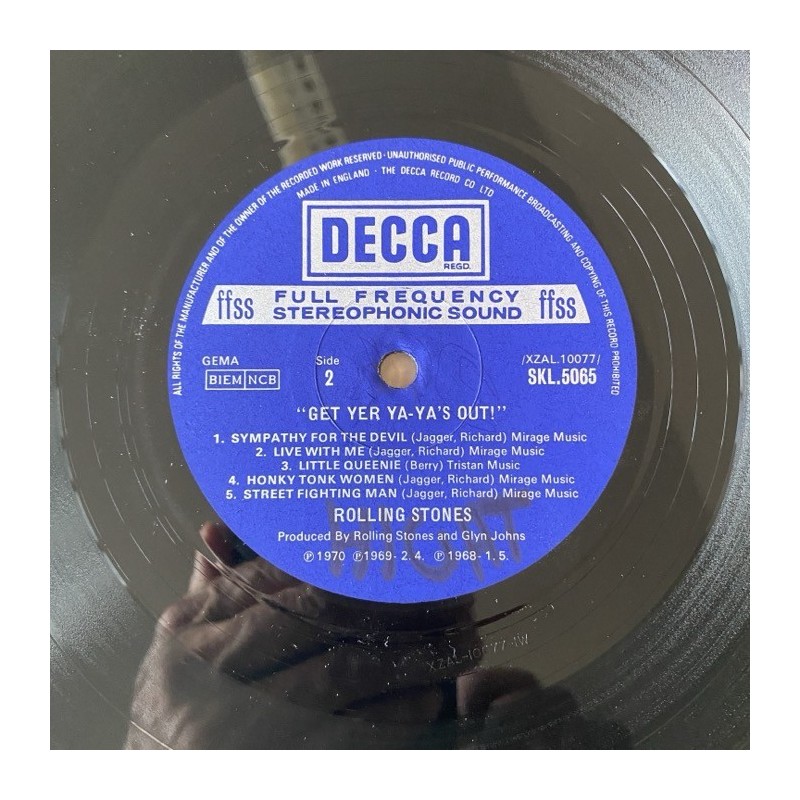 ALL RIGHTS OF THE MANUFACTURER AND OF THE OWNER OF THE RECORDED WORK RESERVED · UNAUTHORISED PUBLIC PERFORMANCE BROADCASTING AND COPYING OF THIS RECORD PROHIBITED
MADE IN ENGLAND · THE DECCA RECORD CO LTD
DECCA
REGD.
ffss FULL FREQUENCY ffss
STEREOPHONIC SOUND
GEMA Side /XZAL.10077/
BIEM NCB 2 SKL.5065
"GET YER YA-YA'S OUT!"
1. SYMPATHY FOR THE DEVIL (Jagger, Richard) Mirage Music
2. LIVE WITH ME (Jagger, Richard) Mirage Music
3. LITTLE QUEENIE (Berry) Tristan Music
4. HONKY TONK WOMEN (Jagger, Richard) Mirage Music
5. STREET FIGHTING MAN (Jagger, Richard) Mirage Music
ROLLING STONES
Produced by Rolling Stones and Glyn Johns
℗ 1970 ℗ 1969 - 2. 4. ℗ 1968 - 1. 5.